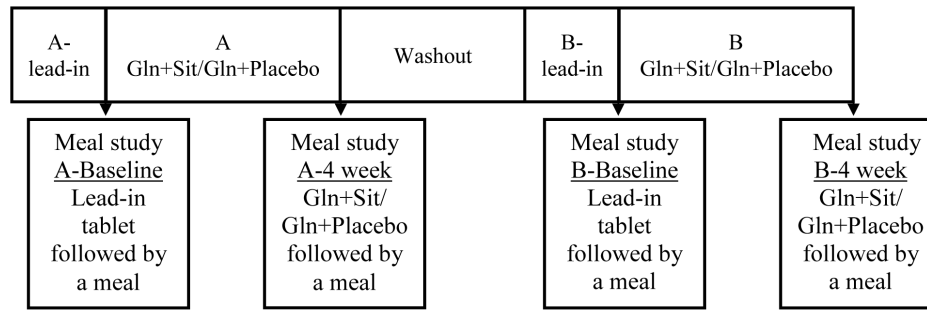 A-
lead-in
A
Gln+Sit/Gln+Placebo
Washout
B-
lead-in
B
Gln+Sit/Gln+Placebo
Meal study
A-Baseline
Lead-in
tablet
followed by
a meal
Meal study
A-4 week
Gln+Sit/
Gln+Placebo
followed by
a meal
Meal study
B-Baseline
Lead-in
tablet
followed by
a meal
Meal study
B-4 week
Gln+Sit/
Gln+Placebo
followed by
a meal